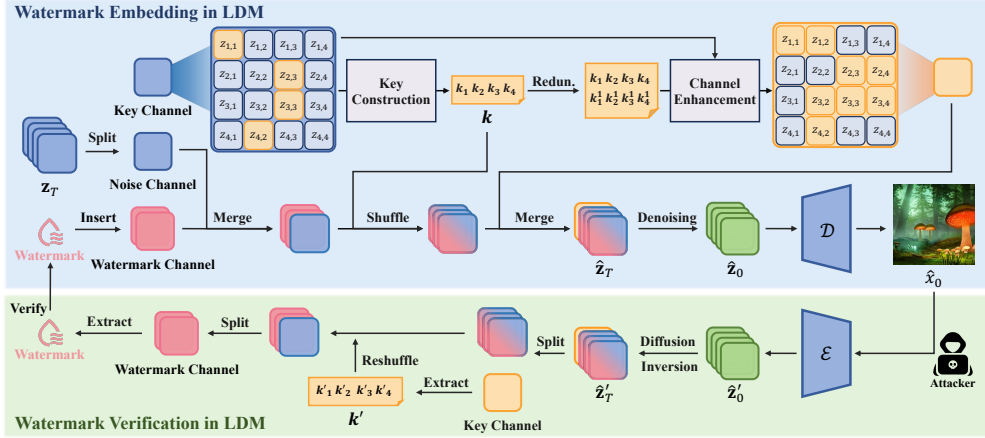 Watermark Embedding in LDM
Key Channel
z1,1 z1,2 z1,3 z1,4
z2,1 z2,2 z2,3 z2,4
z3,1 z3,2 z3,3 z3,4
z4,1 z4,2 z4,3 z4,4
Key
Construction
k1 k2 k3 k4
k
Redun.
k1 k2 k3 k4
k¹1 k¹2 k¹3 k¹4
Channel
Enhancement
z1,1 z1,2 z1,3 z1,4
z2,1 z2,2 z2,3 z2,4
z3,1 z3,2 z3,3 z3,4
z4,1 z4,2 z4,3 z4,4
zT
Split
Noise Channel
Watermark
Insert
Watermark Channel
Merge
Shuffle
Merge
ẑT
Denoising
ẑ0
D
x̂0
Verify
Watermark
Extract
Watermark Channel
Split
Reshuffle
k'1 k'2 k'3 k'4
k'
Extract
Key Channel
Split
ẑ'T
Diffusion
Inversion
ẑ'0
ℰ
Attacker
Watermark Verification in LDM